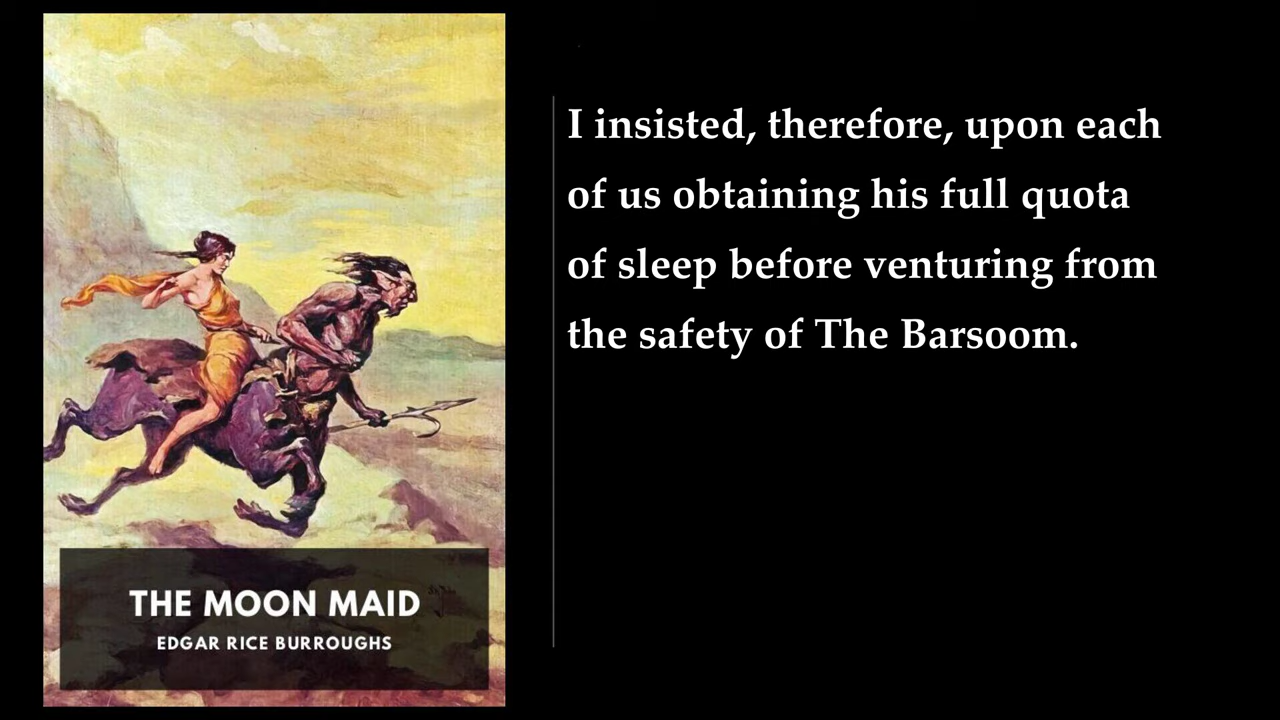 I insisted, therefore, upon each
of us obtaining his full quota
of sleep before venturing from
the safety of The Barsoom.
THE MOON MAID
EDGAR RICE BURROUGHS